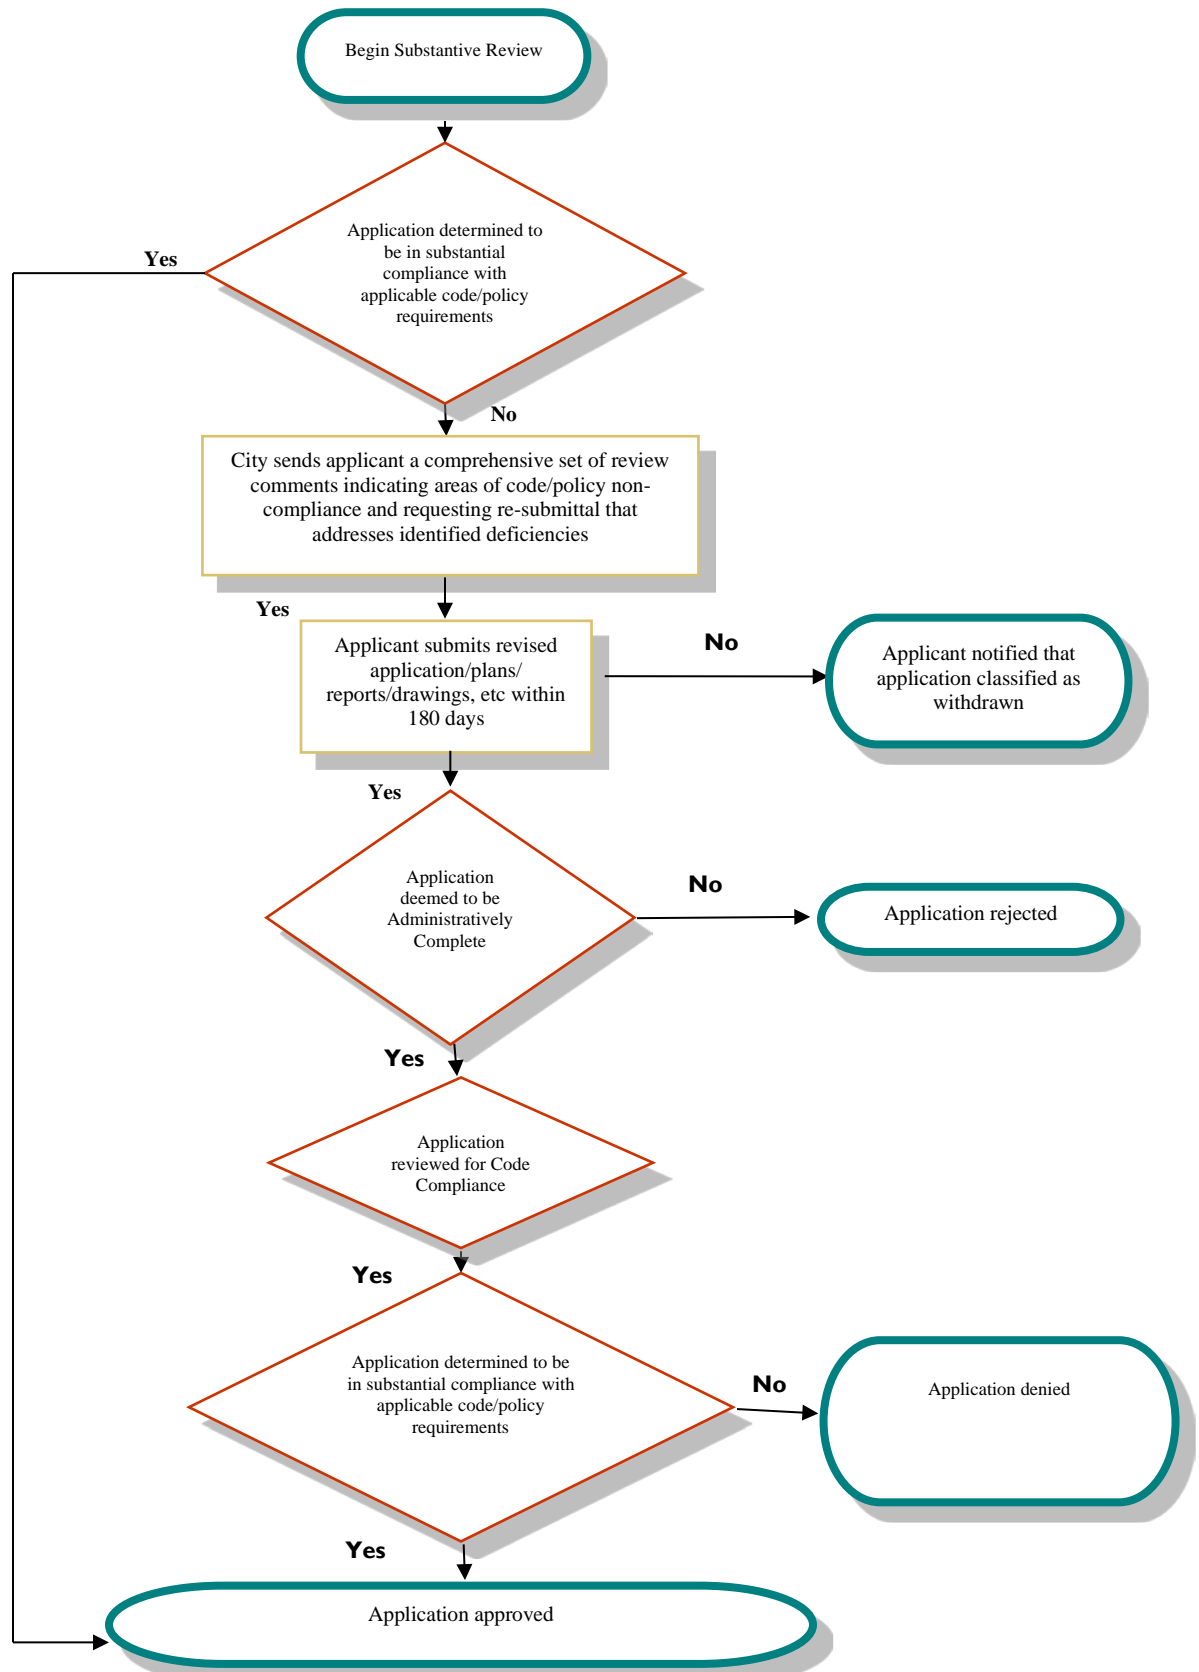 Begin Substantive Review
Application determined to
be in substantial
compliance with
applicable code/policy
requirements
Yes
No
City sends applicant a comprehensive set of review
comments indicating areas of code/policy non-
compliance and requesting re-submittal that
addresses identified deficiencies
Yes
Applicant submits revised
application/plans/
reports/drawings, etc within
180 days
No
Applicant notified that
application classified as
withdrawn
Yes
Application
deemed to be
Administratively
Complete
No
Application rejected
Yes
Application
reviewed for Code
Compliance
Yes
Application determined to be
in substantial compliance with
applicable code/policy
requirements
No
Application denied
Yes
Application approved